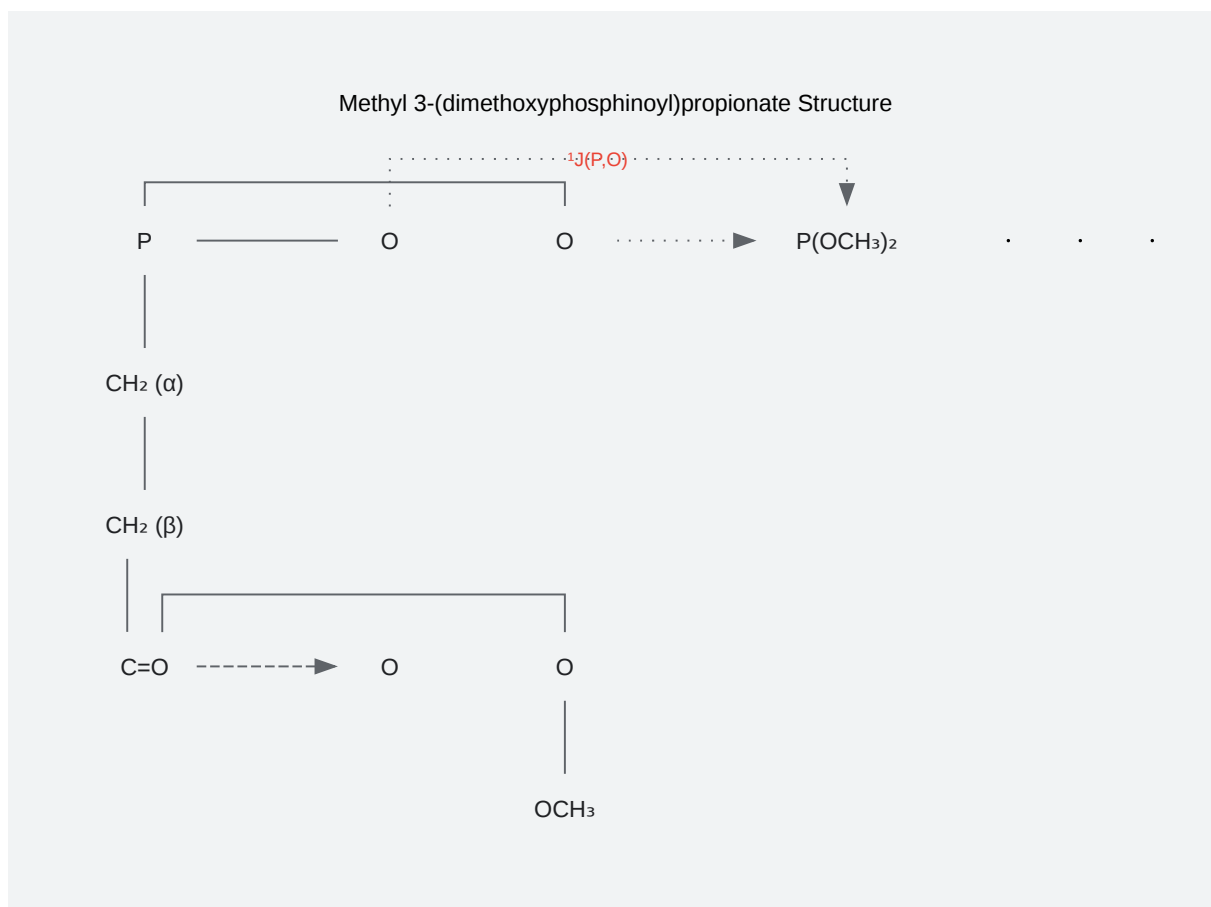 Methyl 3-(dimethoxyphosphinoyl)propionate Structure
¹J(P,O)
P O O P(OCH₃)₂
CH₂ (α)
CH₂ (β)
C=O O O
OCH₃